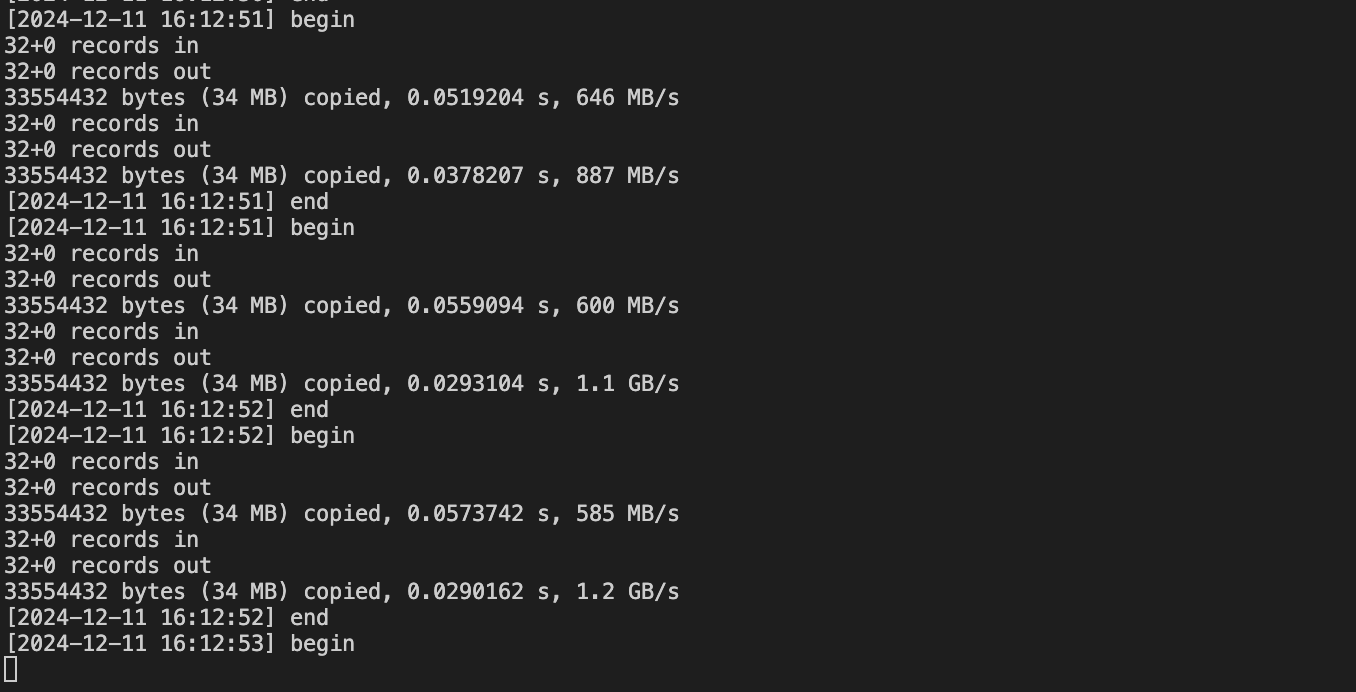 [2024-12-11 16:12:51] begin
32+0 records in
32+0 records out
33554432 bytes (34 MB) copied, 0.0519204 s, 646 MB/s
32+0 records in
32+0 records out
33554432 bytes (34 MB) copied, 0.0378207 s, 887 MB/s
[2024-12-11 16:12:51] end
[2024-12-11 16:12:51] begin
32+0 records in
32+0 records out
33554432 bytes (34 MB) copied, 0.0559094 s, 600 MB/s
32+0 records in
32+0 records out
33554432 bytes (34 MB) copied, 0.0293104 s, 1.1 GB/s
[2024-12-11 16:12:52] end
[2024-12-11 16:12:52] begin
32+0 records in
32+0 records out
33554432 bytes (34 MB) copied, 0.0573742 s, 585 MB/s
32+0 records in
32+0 records out
33554432 bytes (34 MB) copied, 0.0290162 s, 1.2 GB/s
[2024-12-11 16:12:52] end
[2024-12-11 16:12:53] begin